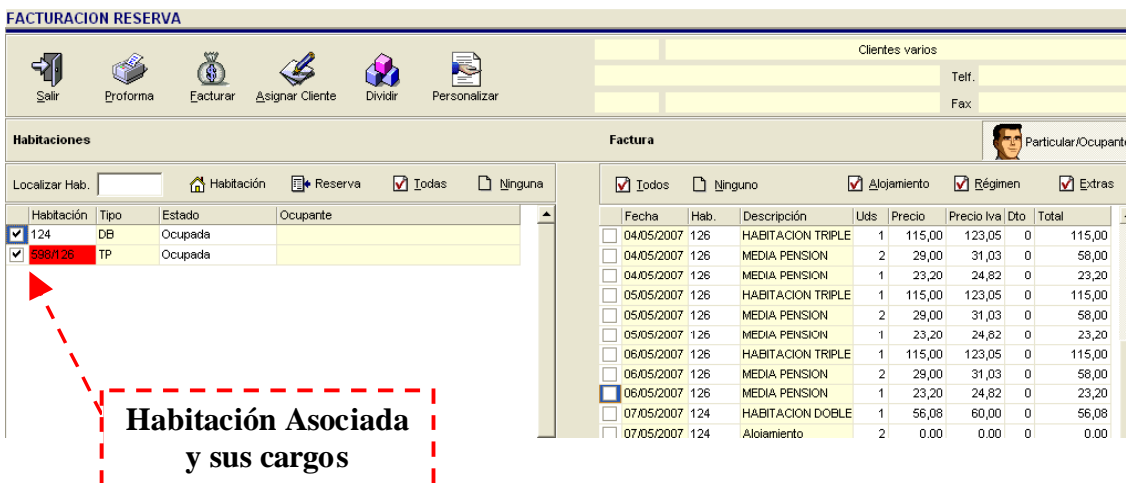 FACTURACION RESERVA
Salir Proforma Facturar Asignar Cliente Dividir Personalizar
Clientes varios
Telf.
Fax
Habitaciones
Factura Particular/Ocupante
Localizar Hab. Habitación Reserva Todas Ninguna
Todos Ninguno Alojamiento Régimen Extras
Habitación Tipo Estado Ocupante
124 DB Ocupada
598/126 TP Ocupada
Fecha Hab. Descripción Uds Precio Precio Iva Dto Total
04/05/2007 126 HABITACION TRIPLE 1 115,00 123,05 0 115,00
04/05/2007 126 MEDIA PENSION 2 29,00 31,03 0 58,00
04/05/2007 126 MEDIA PENSION 1 23,20 24,82 0 23,20
05/05/2007 126 HABITACION TRIPLE 1 115,00 123,05 0 115,00
05/05/2007 126 MEDIA PENSION 2 29,00 31,03 0 58,00
05/05/2007 126 MEDIA PENSION 1 23,20 24,82 0 23,20
06/05/2007 126 HABITACION TRIPLE 1 115,00 123,05 0 115,00
06/05/2007 126 MEDIA PENSION 2 29,00 31,03 0 58,00
06/05/2007 126 MEDIA PENSION 1 23,20 24,82 0 23,20
07/05/2007 124 HABITACION DOBLE 1 56,08 60,00 0 56,08
07/05/2007 124 Alojamiento 2 0,00 0,00 0 0,00
Habitación Asociada
y sus cargos